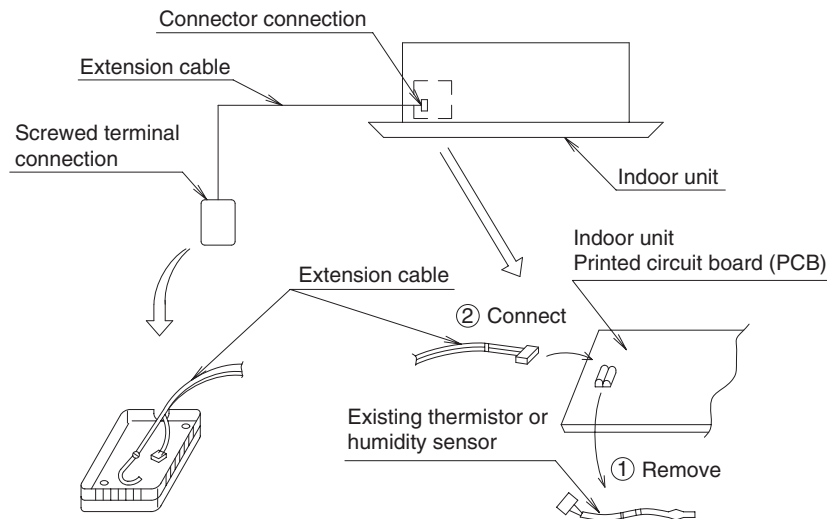 Connector connection
Extension cable
Screwed terminal
connection
Indoor unit
Indoor unit
Printed circuit board (PCB)
Extension cable
② Connect
Existing thermistor or
humidity sensor
① Remove